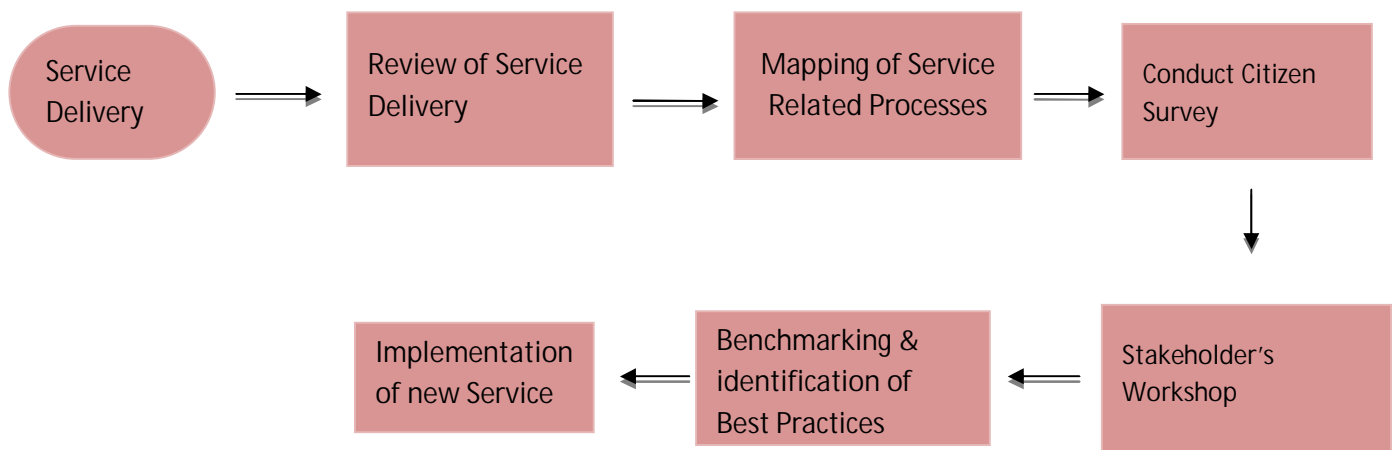 Service
Delivery
Review of Service
Delivery
Mapping of Service
Related Processes
Conduct Citizen
Survey
Stakeholder's
Workshop
Benchmarking &
identification of
Best Practices
Implementation
of new Service